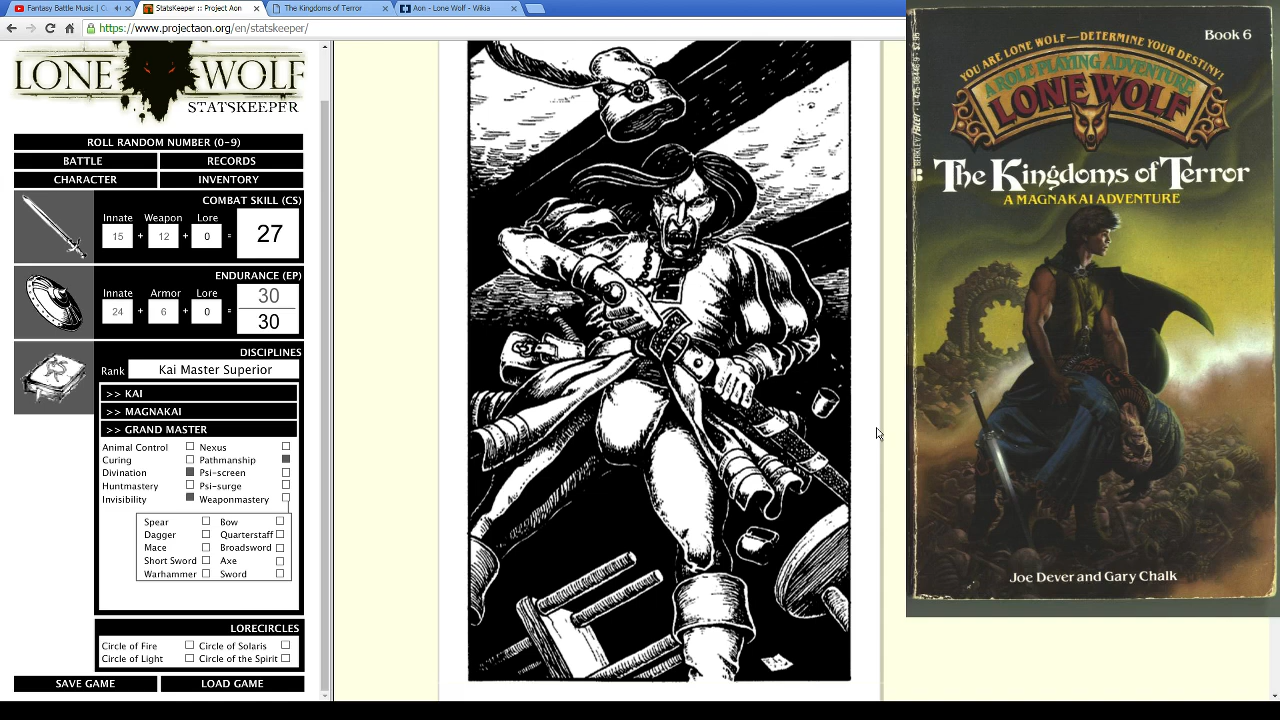 Fantasy Battle Music | C
StatsKeeper :: Project Aon
The Kingdoms of Terror
Aon - Lone Wolf - Wikia
https://www.projectaon.org/en/statskeeper/
LONE WOLF
STATSKEEPER
ROLL RANDOM NUMBER (0-9)
BATTLE RECORDS
CHARACTER INVENTORY
COMBAT SKILL (CS)
Innate Weapon Lore
15 + 12 + 0 = 27
ENDURANCE (EP)
Innate Armor Lore 30
24 + 6 + 0 = 30
DISCIPLINES
Rank Kai Master Superior
>> KAI
>> MAGNAKAI
>> GRAND MASTER
Animal Control Nexus
Curing Pathmanship
Divination Psi-screen
Huntmastery Psi-surge
Invisibility Weaponmastery
Spear Bow
Dagger Quarterstaff
Mace Broadsword
Short Sword Axe
Warhammer Sword
LORECIRCLES
Circle of Fire Circle of Solaris
Circle of Light Circle of the Spirit
SAVE GAME LOAD GAME
Book 6
YOU ARE LONE WOLF—DETERMINE YOUR DESTINY!
A ROLE PLAYING ADVENTURE
LONE WOLF
The Kingdoms of Terror
A MAGNAKAI ADVENTURE
Joe Dever and Gary Chalk